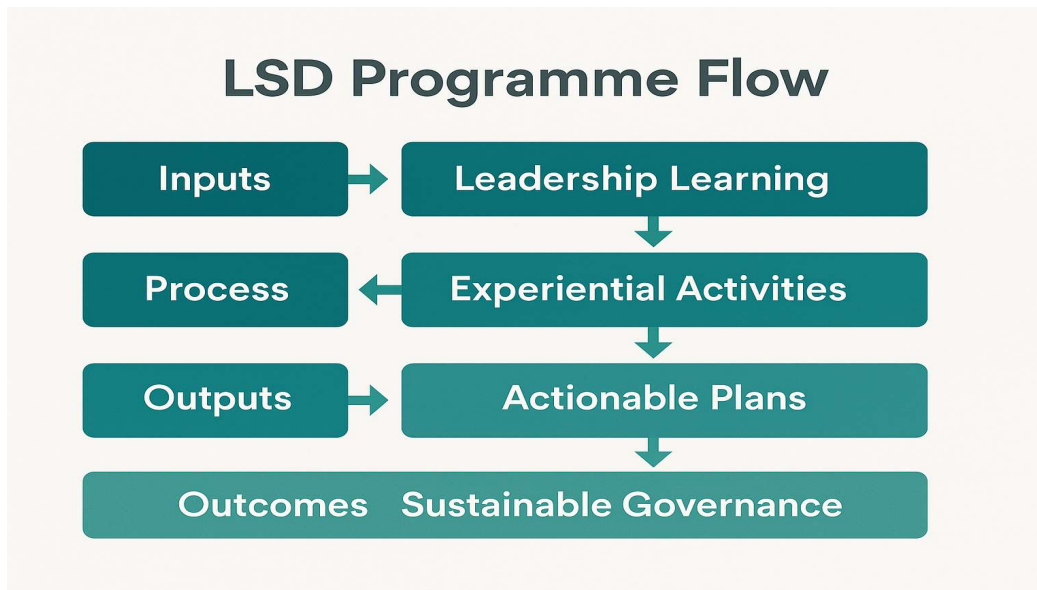 LSD Programme Flow
Inputs
Leadership Learning
Process
Experiential Activities
Outputs
Actionable Plans
Outcomes Sustainable Governance